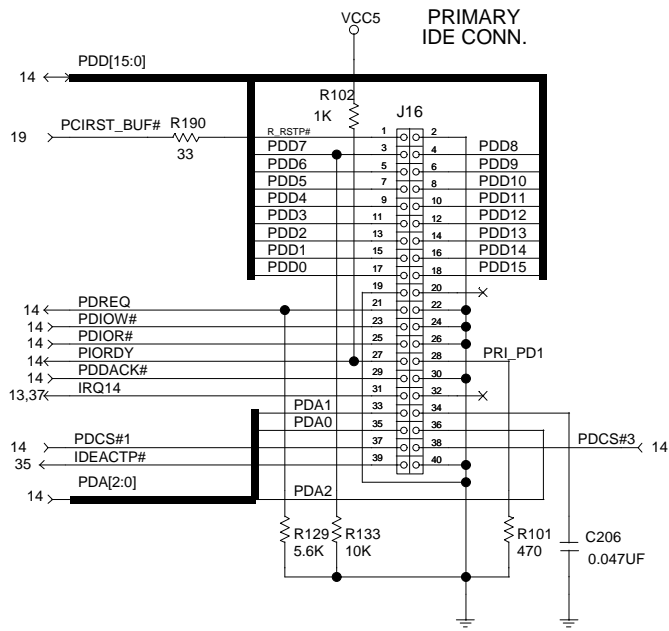 PRIMARY
IDE CONN.
VCC5
PDD[15:0]
14
R102
1K
J16
19 PCIRST_BUF# R190
33
R_RSTP# 1 2
PDD7 3 4 PDD8
PDD6 5 6 PDD9
PDD5 7 8 PDD10
PDD4 9 10 PDD11
PDD3 11 12 PDD12
PDD2 13 14 PDD13
PDD1 15 16 PDD14
PDD0 17 18 PDD15
19 20
14 PDREQ 21 22
14 PDIOW# 23 24
14 PDIOR# 25 26
14 PIORDY 27 28 PRI_PD1
14 PDDACK# 29 30
13,37 IRQ14 31 32
PDA1 33 34
PDA0 35 36
14 PDCS#1 37 38 PDCS#3 14
35 IDEACTP# 39 40
14 PDA[2:0] PDA2
R129
5.6K
R133
10K
R101
470
C206
0.047UF